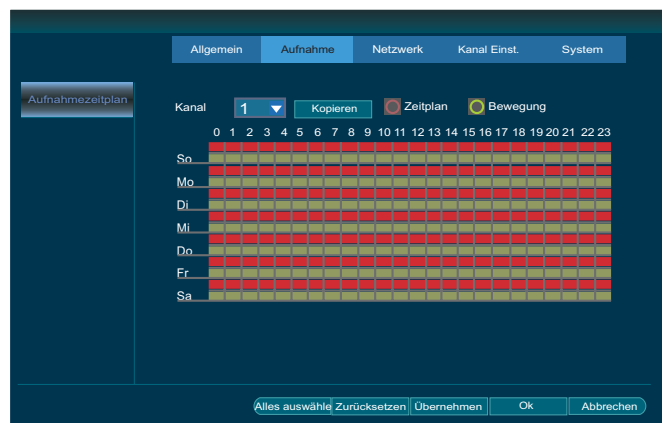 Allgemein Aufnahme Netzwerk Kanal Einst. System
Aufnahmezeitplan
Kanal 1 Kopieren Zeitplan Bewegung
0 1 2 3 4 5 6 7 8 9 10 11 12 13 14 15 16 17 18 19 20 21 22 23
So
Mo
Di
Mi
Do
Fr
Sa
Alles auswähle Zurücksetzen Übernehmen Ok Abbrechen